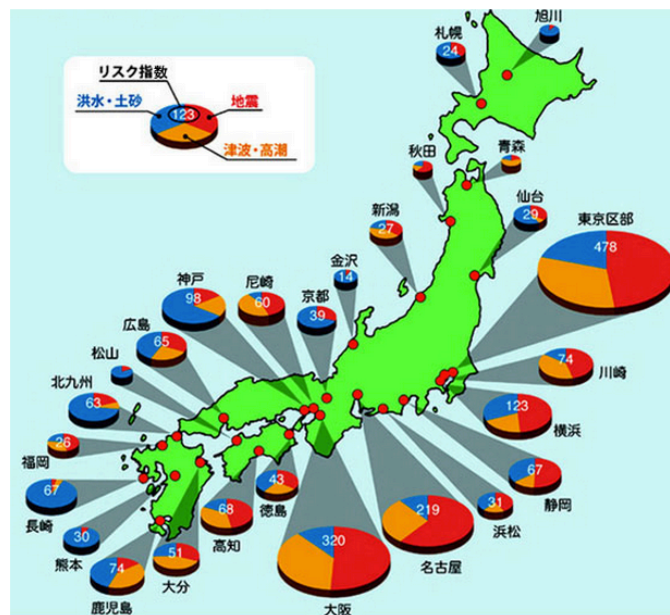 リスク指数
洪水・土砂
123
地震
津波・高潮
旭川
札幌
24
秋田
青森
仙台
29
新潟
27
東京区部
478
金沢
14
神戸
98
尼崎
60
京都
39
広島
65
松山
北九州
63
川崎
74
横浜
123
福岡
26
静岡
67
長崎
67
浜松
31
徳島
43
高知
68
名古屋
219
熊本
30
大分
51
鹿児島
74
大阪
320